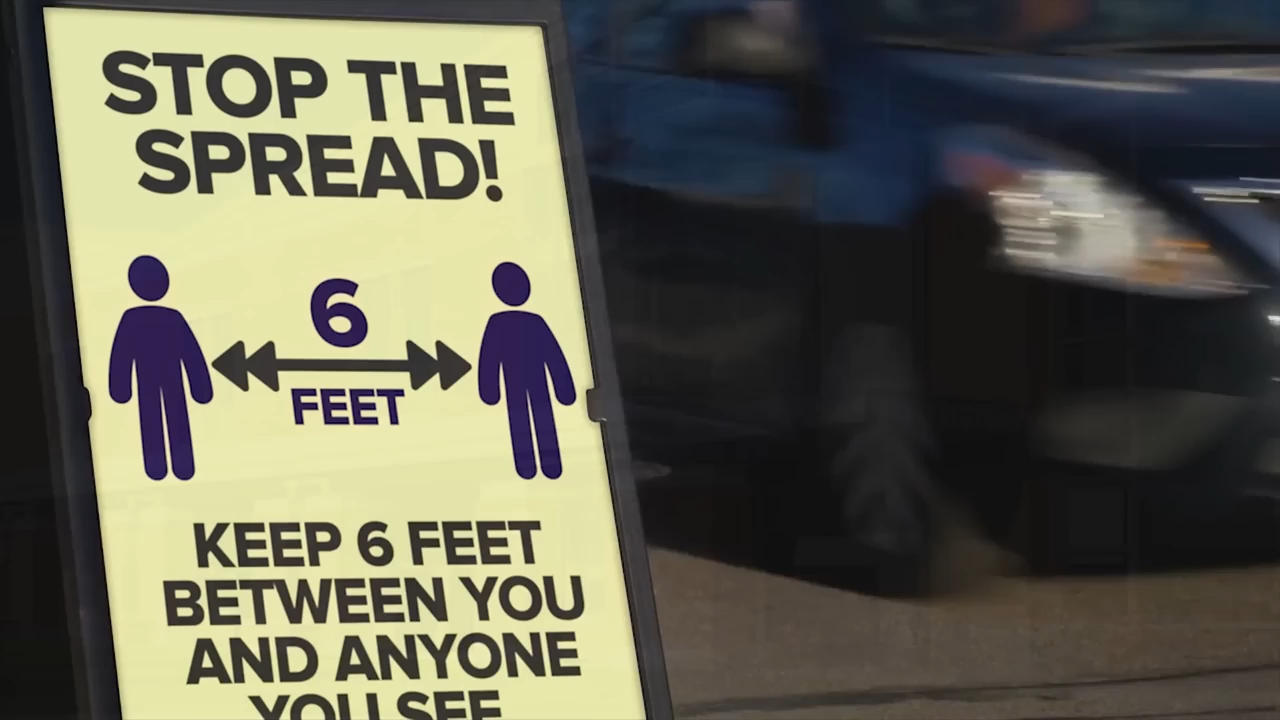 STOP THE
SPREAD!
6
FEET
KEEP 6 FEET
BETWEEN YOU
AND ANYONE
YOU SEE